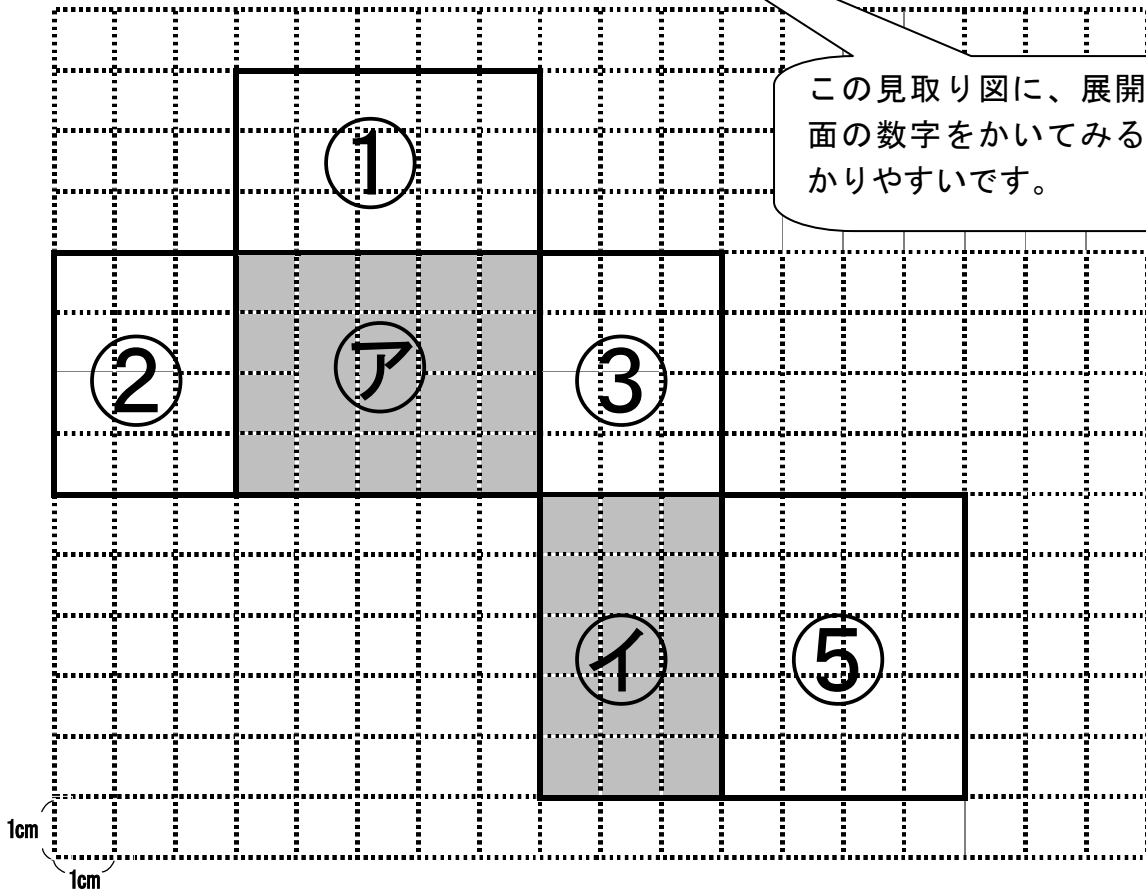 この見取り図に、展開
面の数字をかいてみる
かりやすいです。
①
② ㋐ ③
㋑ ⑤
1cm
1cm